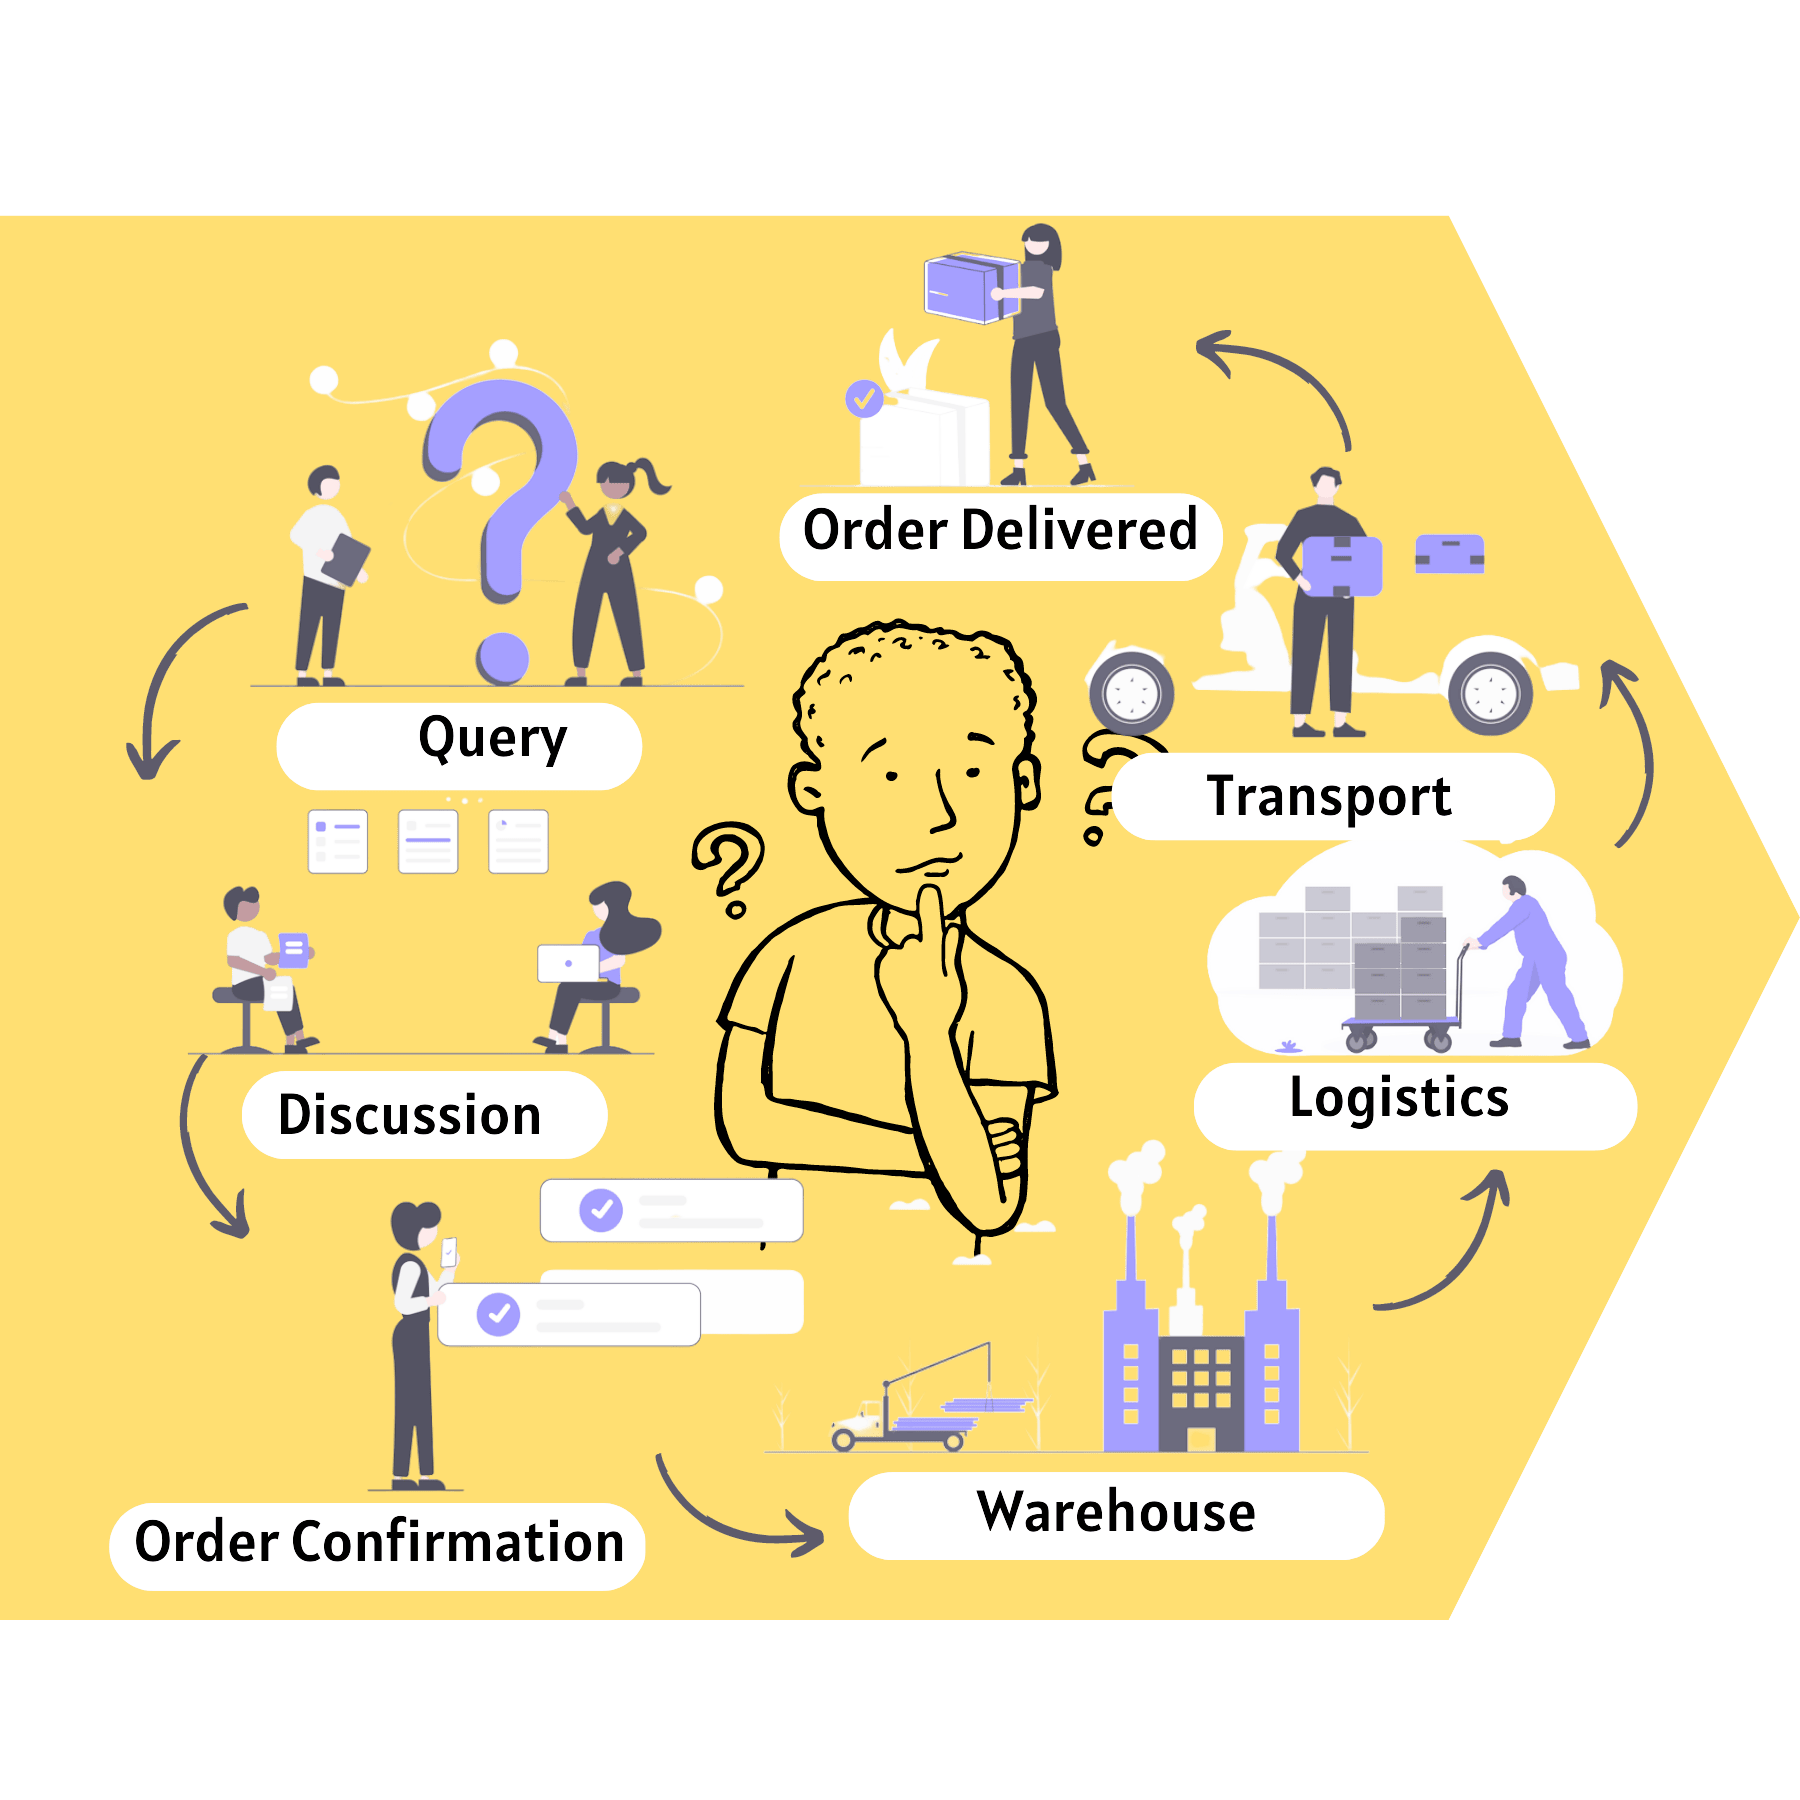 Order Delivered
Query
Transport
Discussion
Logistics
Order Confirmation
Warehouse